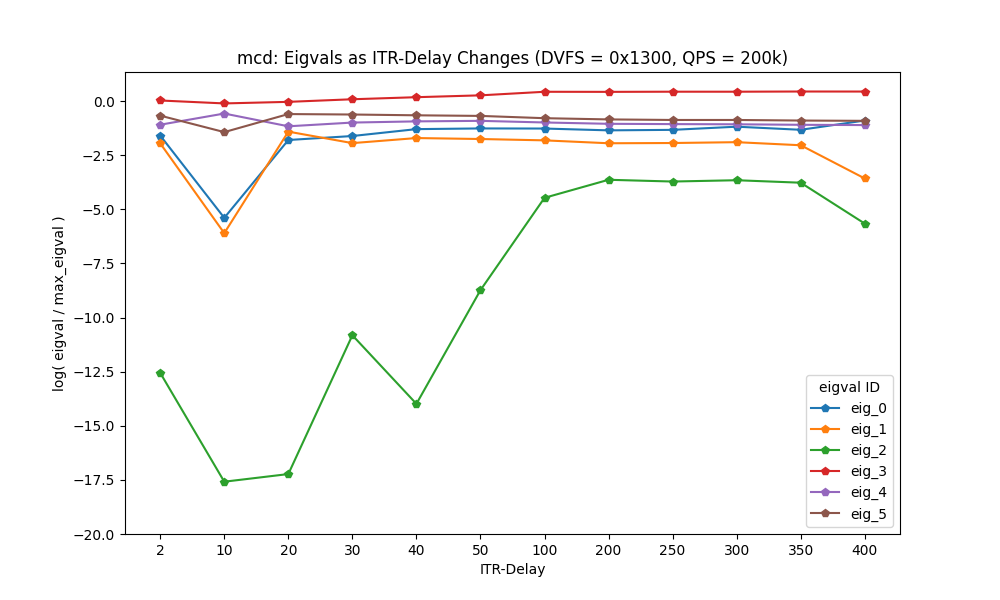 mcd: Eigvals as ITR-Delay Changes (DVFS = 0x1300, QPS = 200k)
log( eigval / max_eigval )
0.0
−2.5
−5.0
−7.5
−10.0
−12.5
−15.0
−17.5
−20.0
eigval ID
eig_0
eig_1
eig_2
eig_3
eig_4
eig_5
2 10 20 30 40 50 100 200 250 300 350 400
ITR-Delay